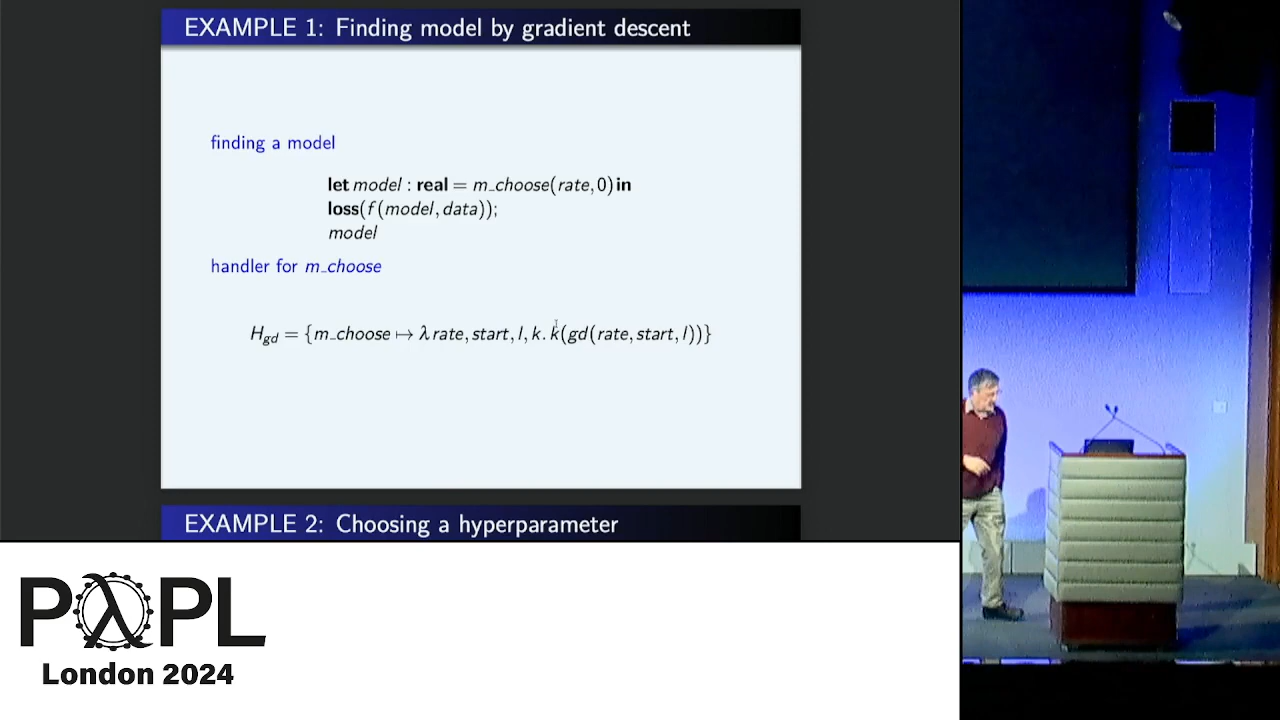 EXAMPLE 1: Finding model by gradient descent
finding a model
let model : real = m_choose(rate, 0) in
loss(f(model, data));
model
handler for m_choose
H_gd = {m_choose ↦ λ rate, start, l, k. k(gd(rate, start, l))}
EXAMPLE 2: Choosing a hyperparameter
PλPL
London 2024